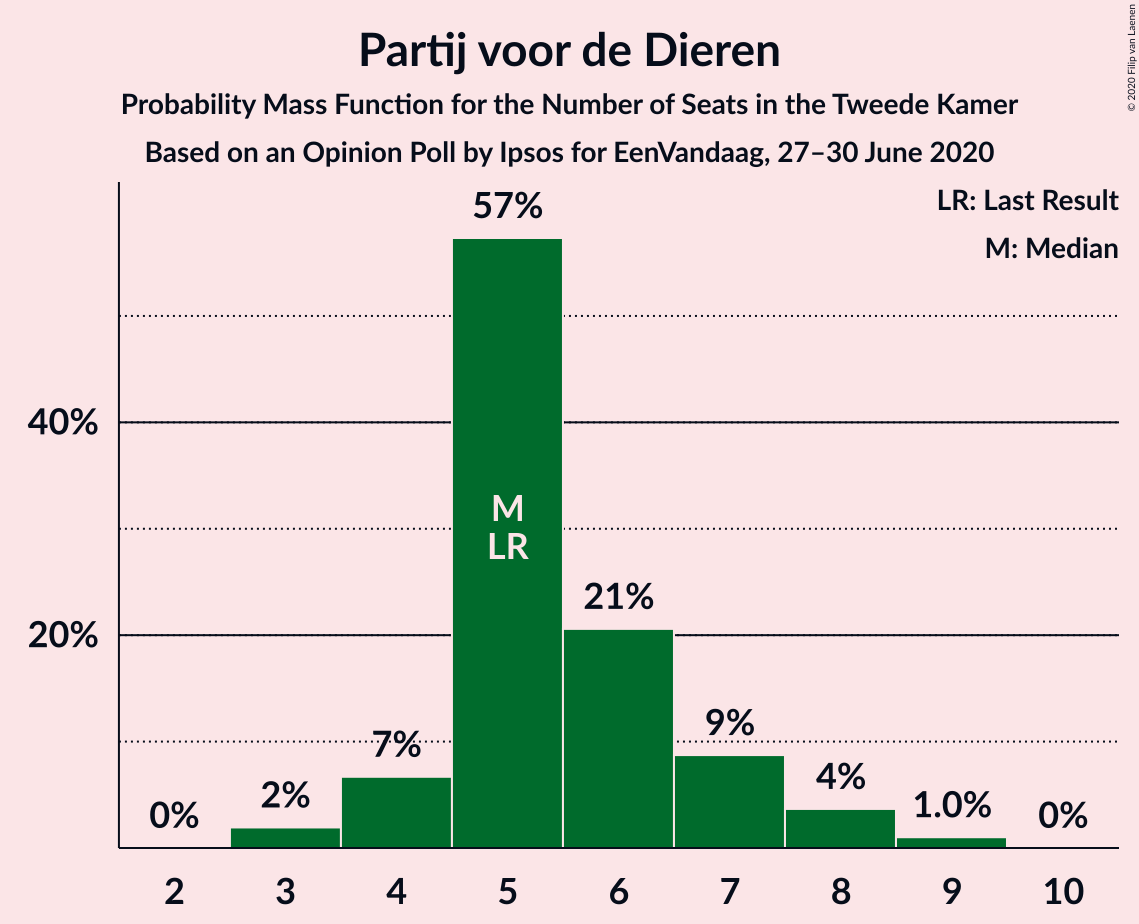 Partij voor de Dieren
Probability Mass Function for the Number of Seats in the Tweede Kamer
Based on an Opinion Poll by Ipsos for EenVandaag, 27–30 June 2020
© 2020 Filip van Laenen
LR: Last Result
M: Median
40%
20%
0%
2%
7%
57%
M
LR
21%
9%
4%
1.0%
0%
2
3
4
5
6
7
8
9
10